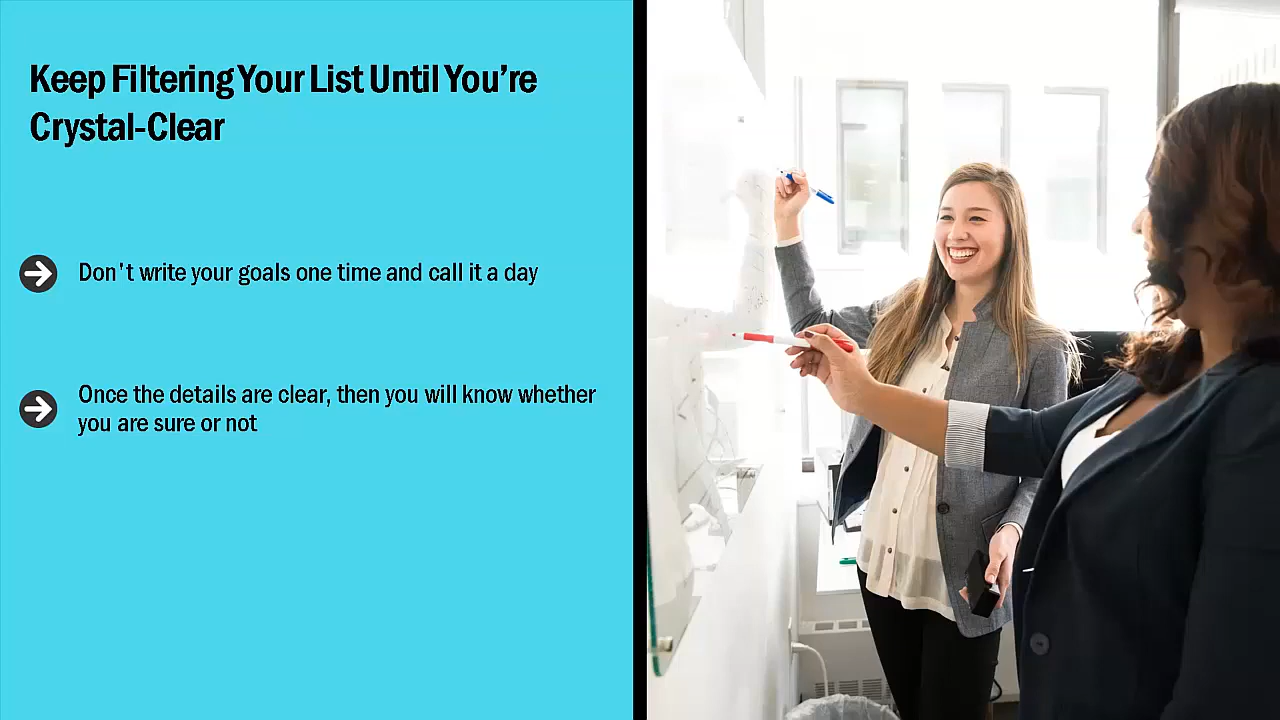 Keep Filtering Your List Until You’re
Crystal-Clear
Don't write your goals one time and call it a day
Once the details are clear, then you will know whether
you are sure or not